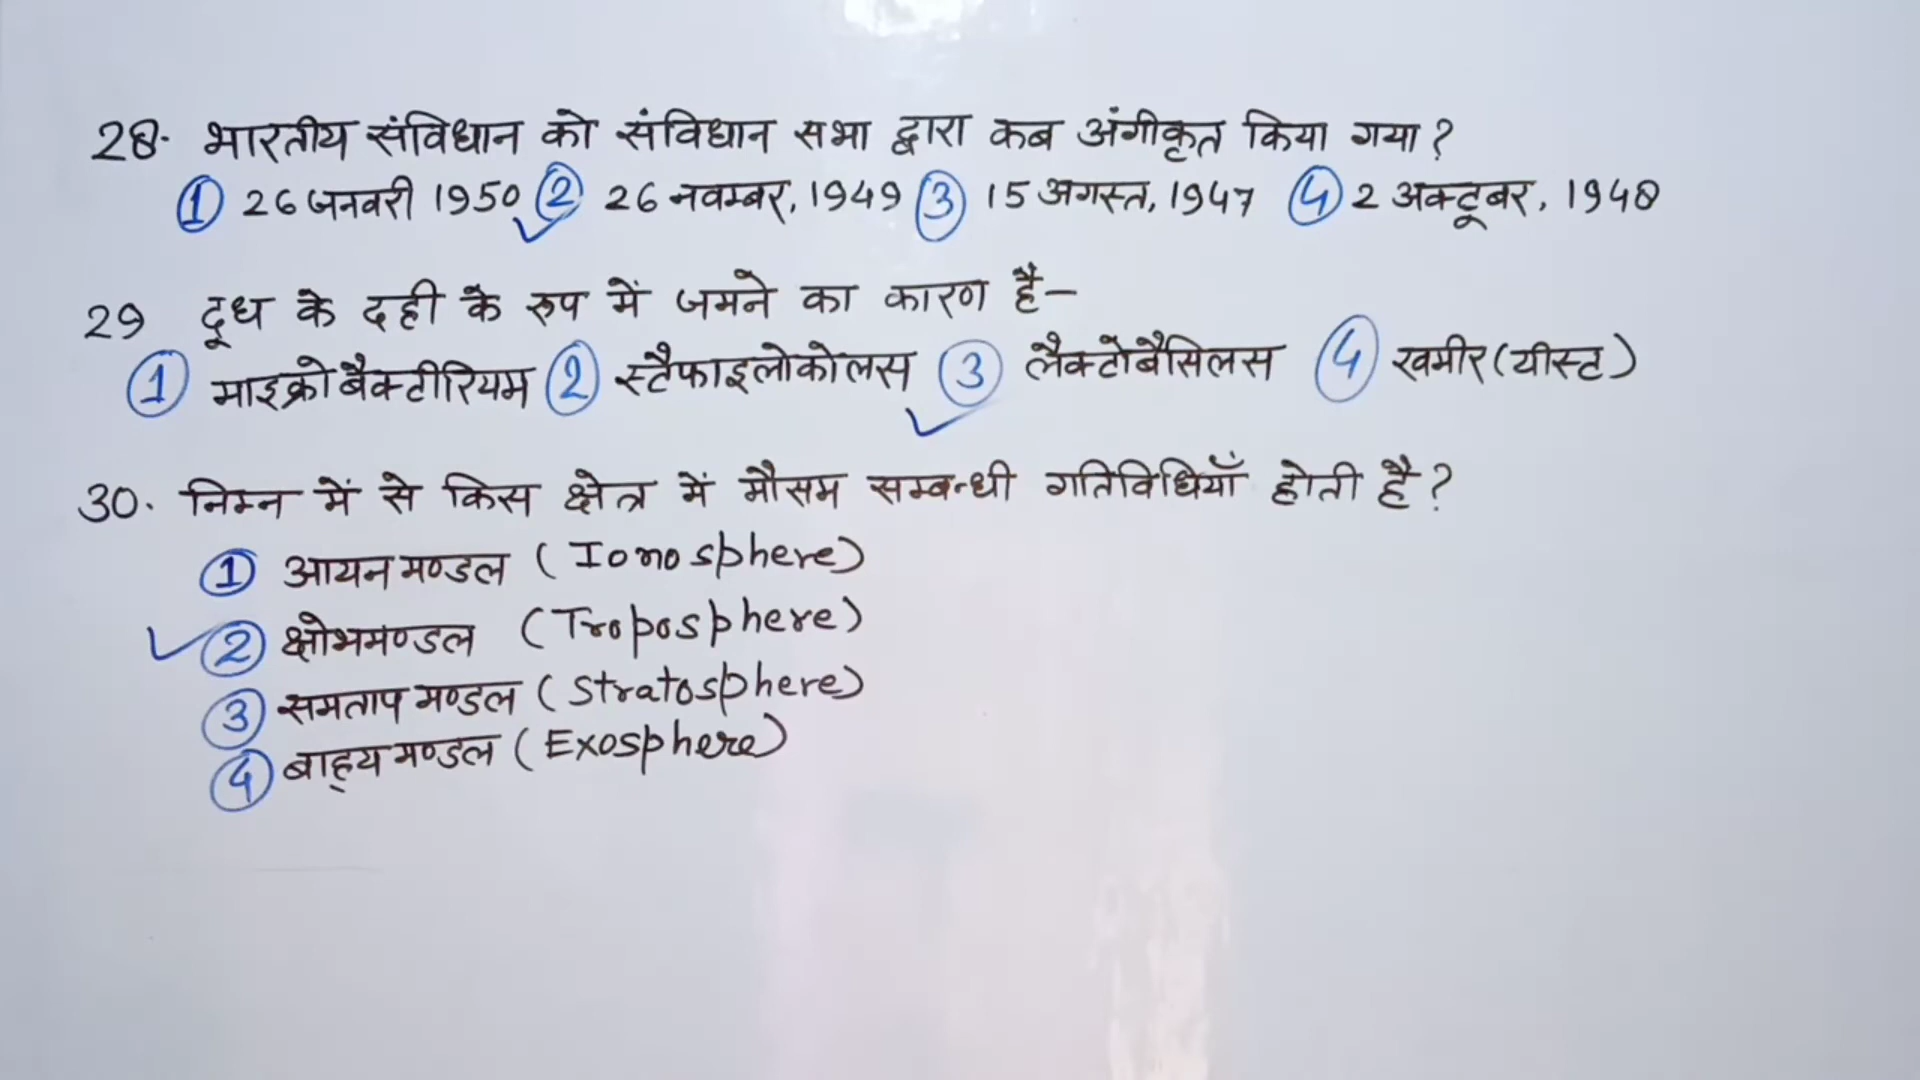 28. भारतीय संविधान को संविधान सभा द्वारा कब अंगीकृत किया गया ?
① 26 जनवरी 1950 ② 26 नवम्बर, 1949 ③ 15 अगस्त, 1947 ④ 2 अक्टूबर, 1948
29 दूध के दही के रुप में जमने का कारण है-
① माइक्रोबैक्टीरियम ② स्टैफाइलोकोलस ③ लैक्टोबैसिलस ④ खमीर (यीस्ट)
30. निम्न में से किस क्षेत्र में मौसम सम्बन्धी गतिविधियाँ होती है ?
① आयन मण्डल (Ionosphere)
② क्षोभमण्डल (Troposphere)
③ समताप मण्डल (Stratosphere)
④ बाह्य मण्डल (Exosphere)